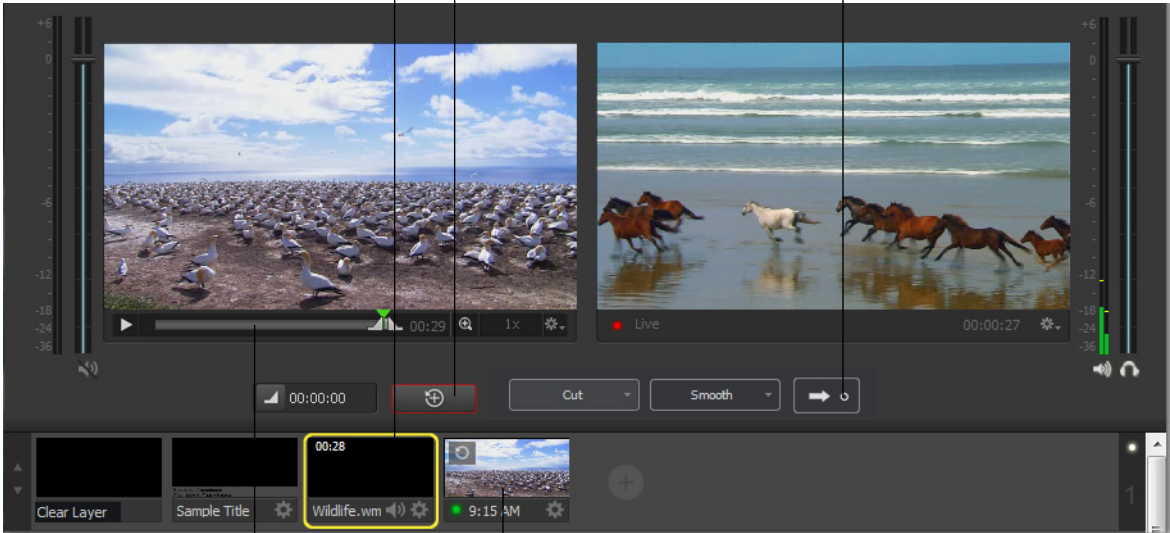 +6
0
-6
-12
-18
-24
-36
+6
0
-6
-12
-18
-24
-36
00:29
1x
Live
00:00:27
00:00:00
Cut
Smooth
00:28
Clear Layer
Sample Title
Wildlife.wm
9:15 AM
1